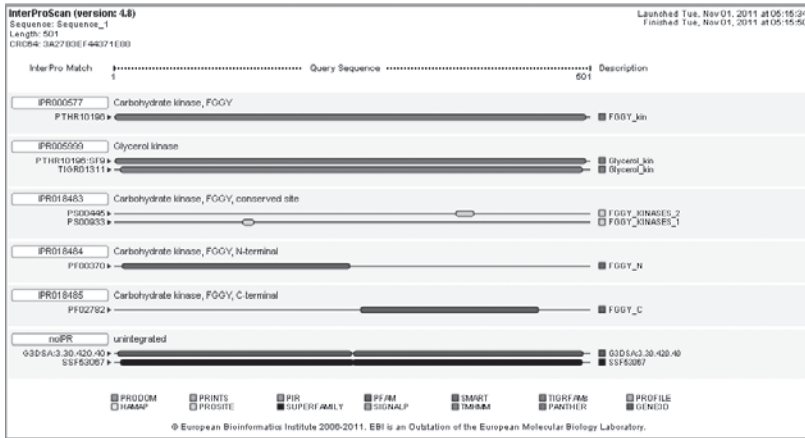 InterProScan (version: 4.8)
Sequence: Sequence_1
Length: 501
CRC64: 3A27B3EF44371E00
Launched Tue, Nov 01, 2011 at 05:15:34
Finished Tue, Nov 01, 2011 at 05:15:50
InterPro Match Query Sequence Description
1 501
IPR000577 Carbohydrate kinase, FGGY
PTHR10196 FGGY_kin
IPR005999 Glycerol kinase
PTHR10196:SF9 Glycerol_kin
TIGR01311 Glycerol_kin
IPR018483 Carbohydrate kinase, FGGY, conserved site
PS00445 FGGY_KINASES_2
PS00933 FGGY_KINASES_1
IPR018484 Carbohydrate kinase, FGGY, N-terminal
PF00370 FGGY_N
IPR018485 Carbohydrate kinase, FGGY, C-terminal
PF02782 FGGY_C
noIPR unintegrated
G3DSA:3.30.420.40 G3DSA:3.30.420.40
SSF53067 SSF53067
PRODOM PRINTS PIR PFAM SMART TIGRFAMs PROFILE
HAMAP PROSITE SUPERFAMILY SIGNALP TMHMM PANTHER GENE3D
© European Bioinformatics Institute 2006-2011. EBI is an Outstation of the European Molecular Biology Laboratory.